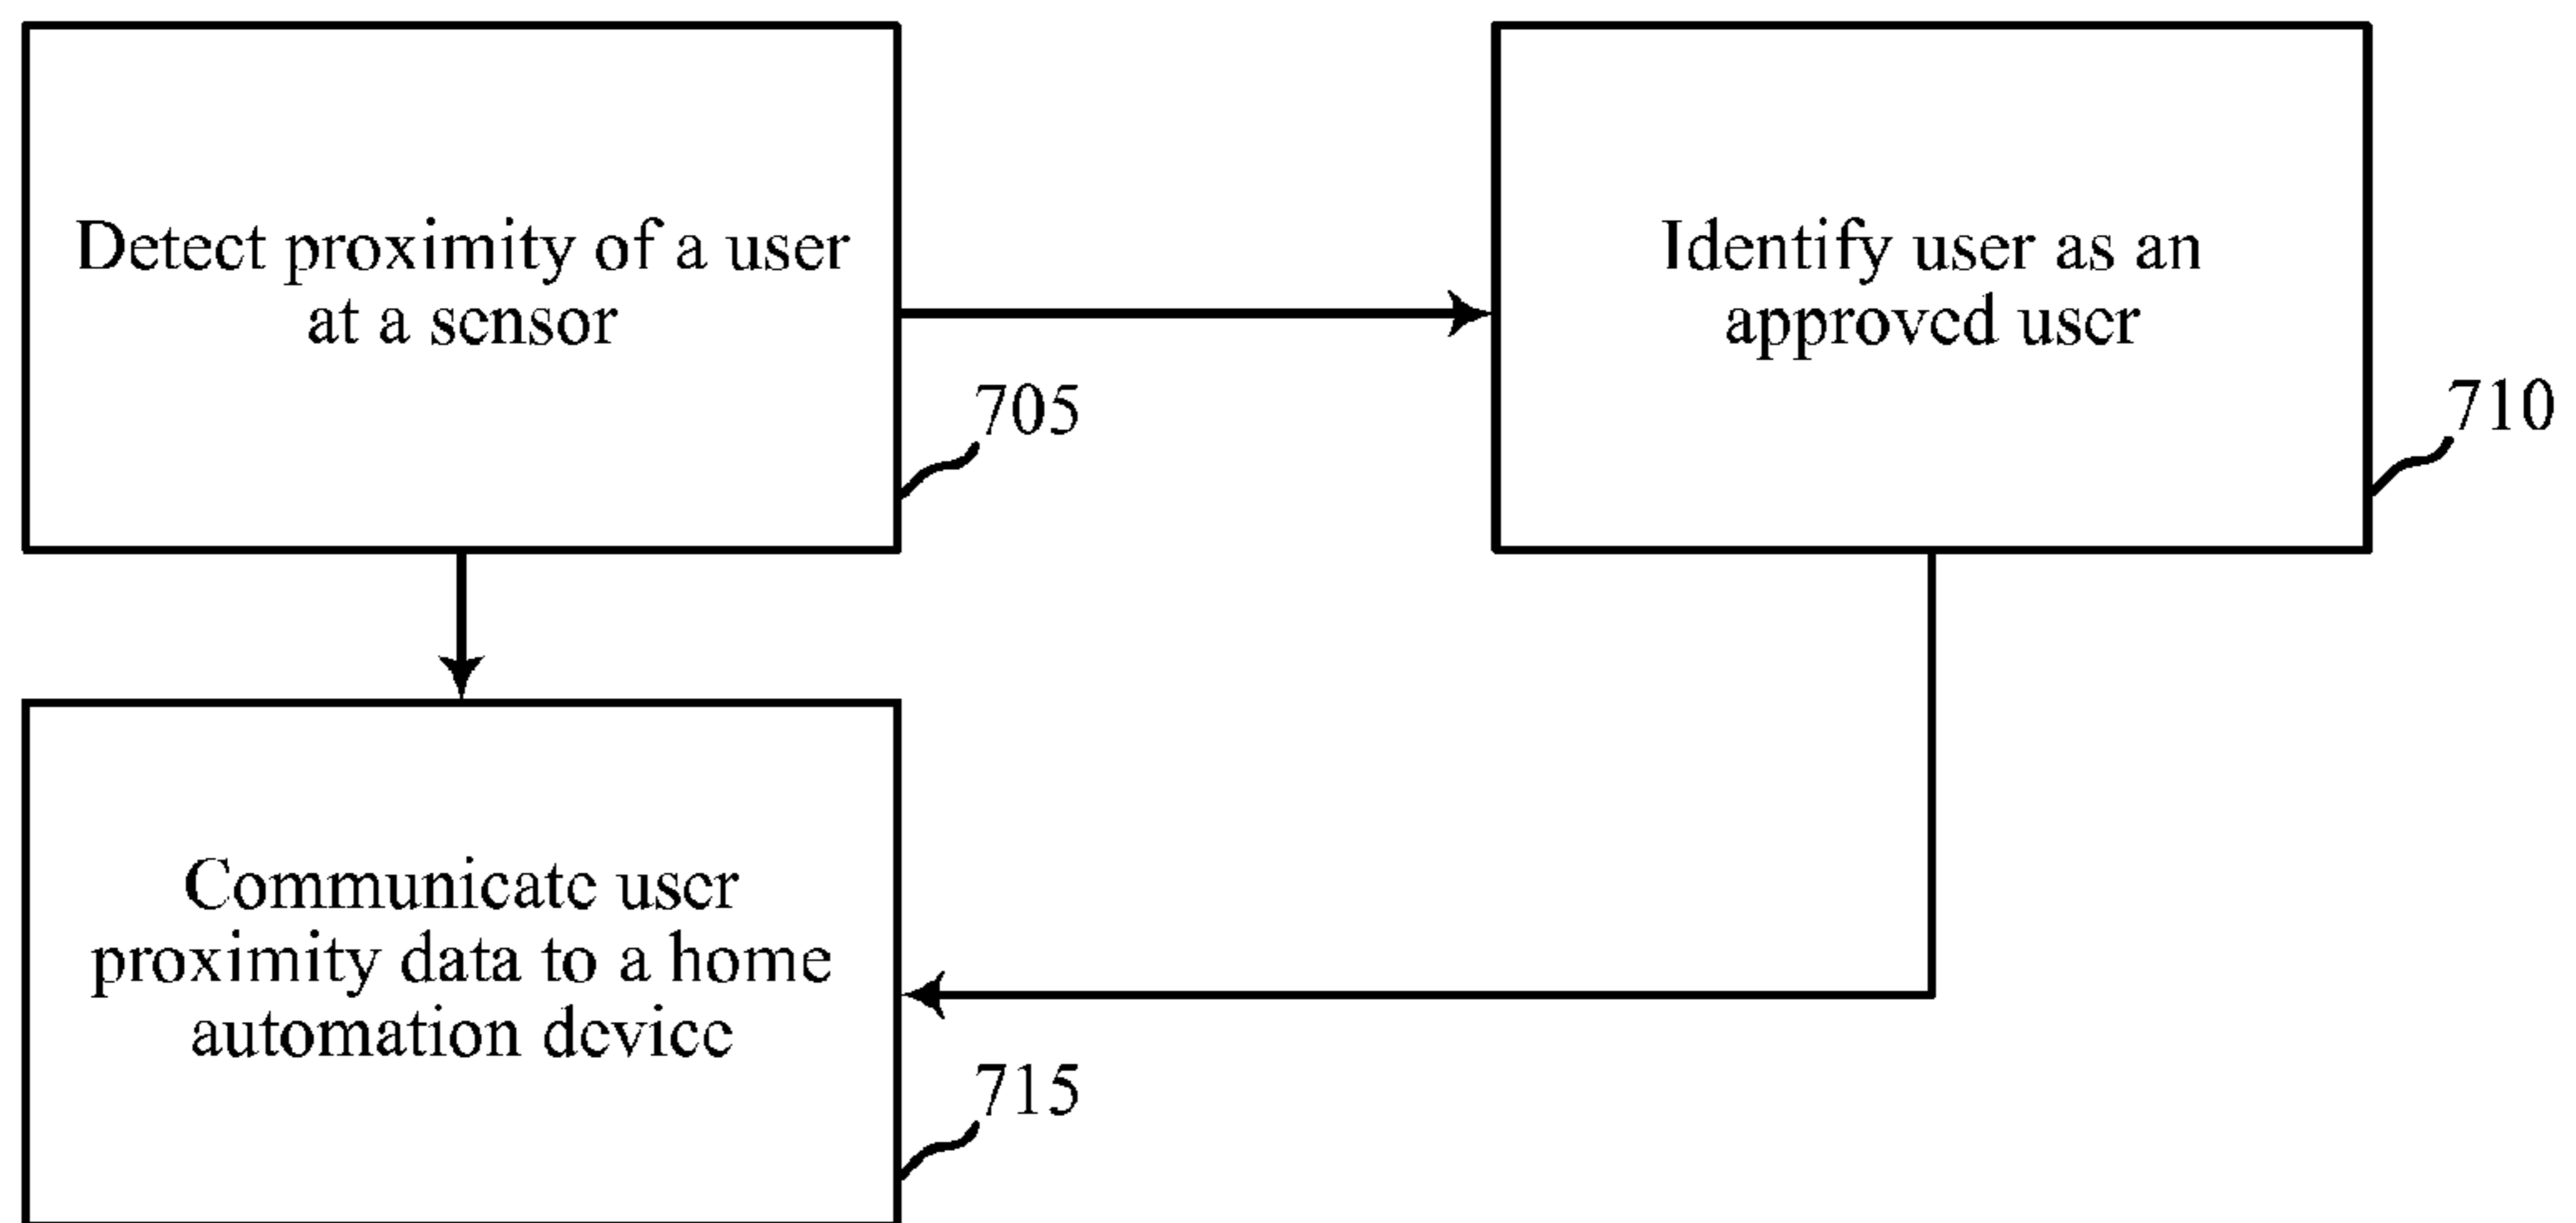 Detect proximity of a user
at a sensor
705
Identify user as an
approved user
710
Communicate user
proximity data to a home
automation device
715